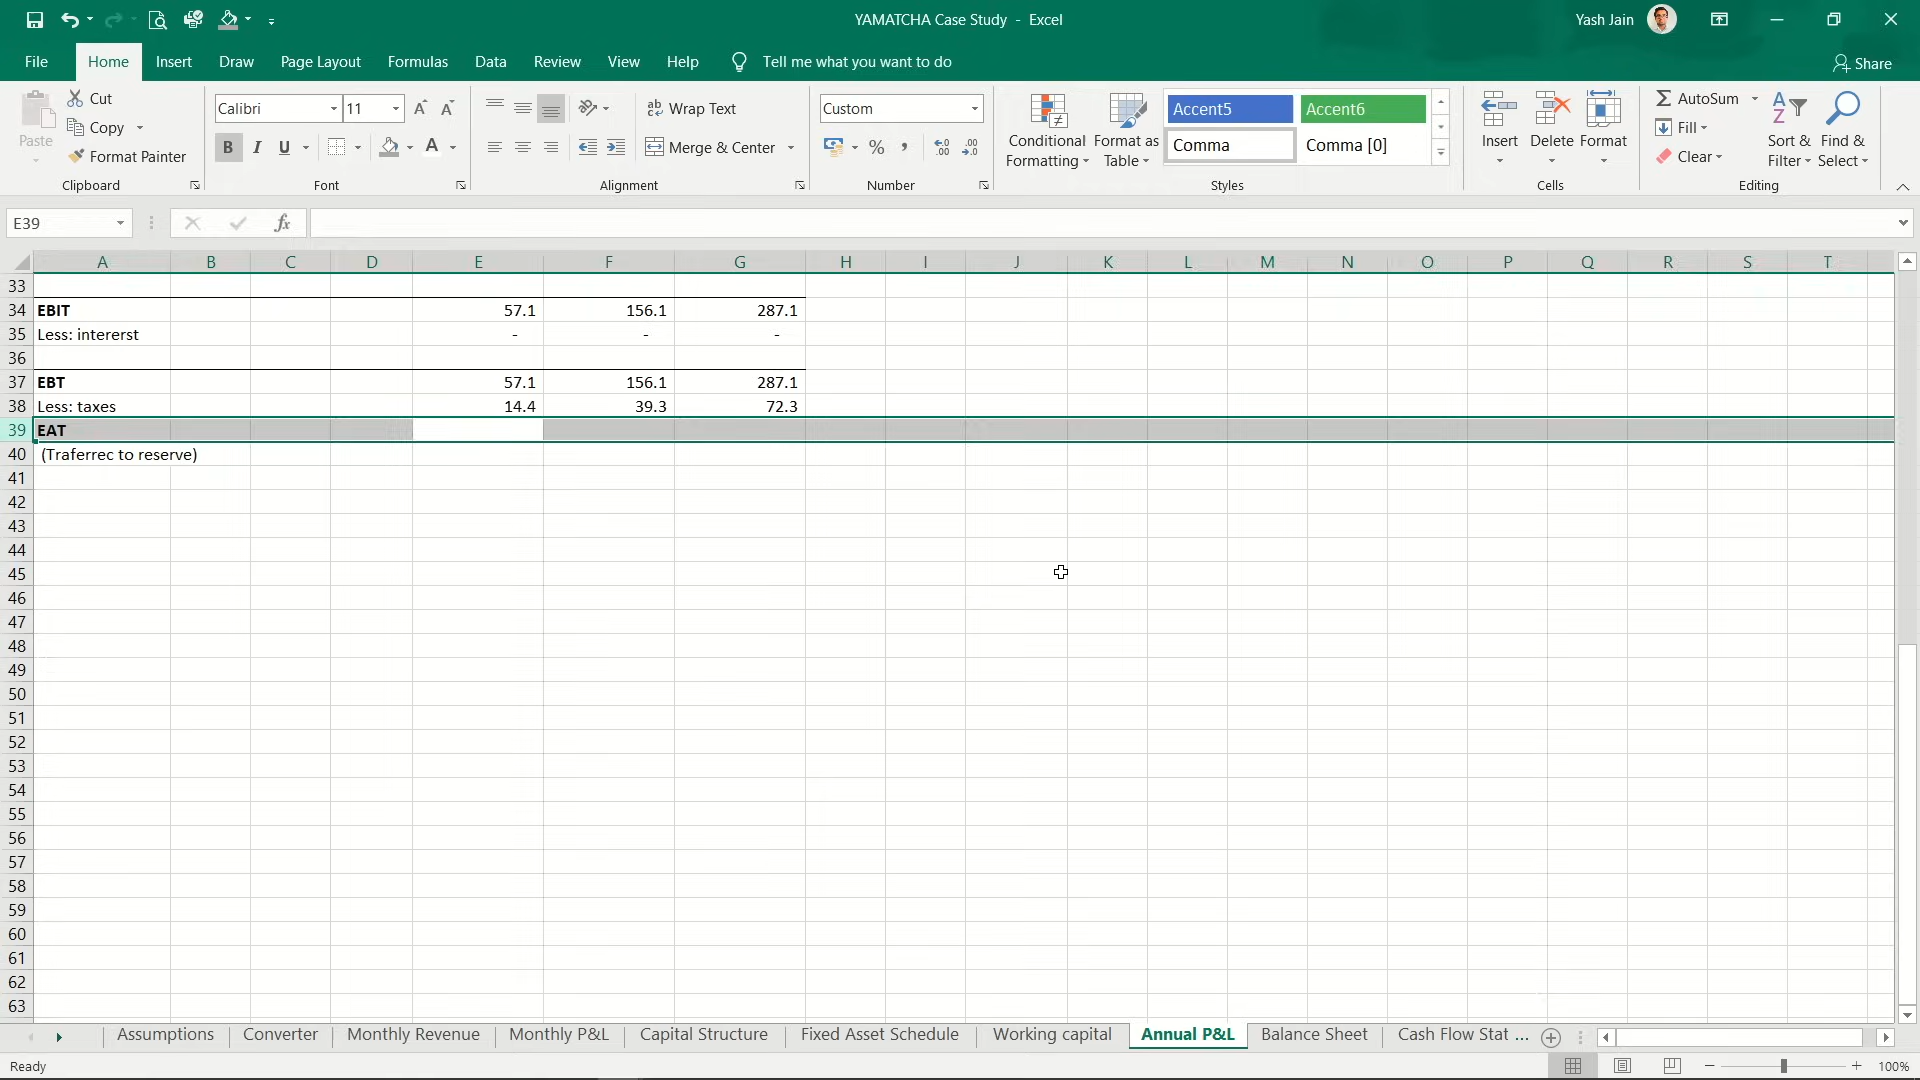 YAMATCHA Case Study - Excel
Yash Jain
File Home Insert Draw Page Layout Formulas Data Review View Help Tell me what you want to do Share
Paste
Cut
Copy
Format Painter
Clipboard
Calibri 11
B I U A
Font
Wrap Text
Merge & Center
Alignment
Custom
% ,
Number
Conditional Formatting
Format as Table
Accent5 Accent6
Comma Comma [0]
Styles
Insert Delete Format
Cells
AutoSum
Fill
Clear
Sort & Filter
Find & Select
Editing
E39 fx
A B C D E F G H I J K L M N O P Q R S T
33
34 EBIT 57.1 156.1 287.1
35 Less: intererst - - -
36
37 EBT 57.1 156.1 287.1
38 Less: taxes 14.4 39.3 72.3
39 EAT
40 (Traferrec to reserve)
41
42
43
44
45
46
47
48
49
50
51
52
53
54
55
56
57
58
59
60
61
62
63
Assumptions Converter Monthly Revenue Monthly P&L Capital Structure Fixed Asset Schedule Working capital Annual P&L Balance Sheet Cash Flow Stat ...
Ready 100%